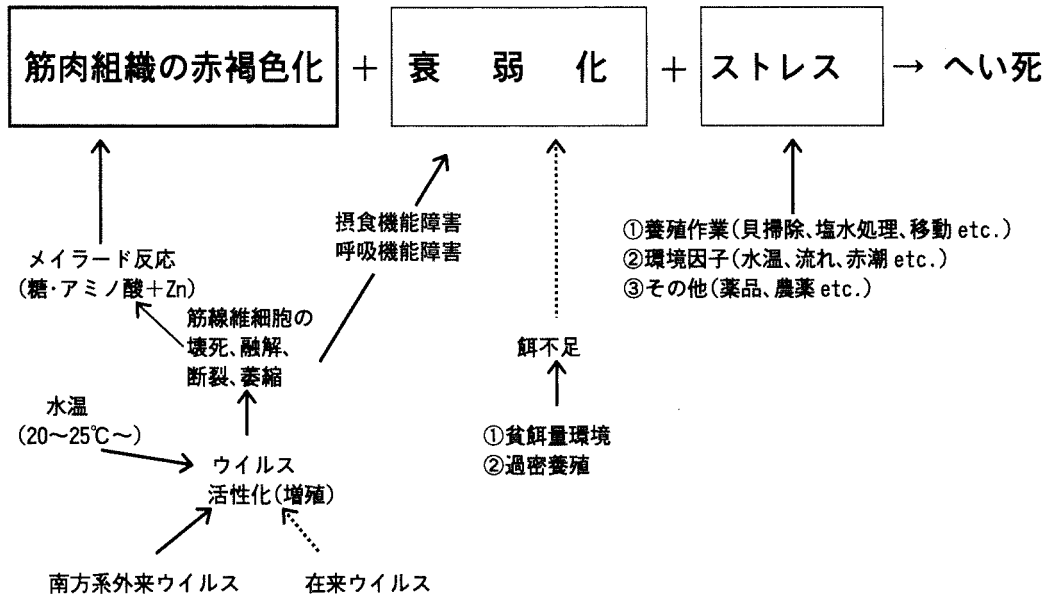 筋肉組織の赤褐色化 + 衰弱化 + ストレス → へい死
摂食機能障害
呼吸機能障害
①養殖作業(貝掃除、塩水処理、移動 etc.)
②環境因子(水温、流れ、赤潮 etc.)
③その他(薬品、農薬 etc.)
メイラード反応
(糖・アミノ酸+Zn)
筋線維細胞の
壊死、融解、
断裂、萎縮
餌不足
水温
(20～25℃～)
①貧餌量環境
②過密養殖
ウイルス
活性化(増殖)
南方系外来ウイルス
在来ウイルス